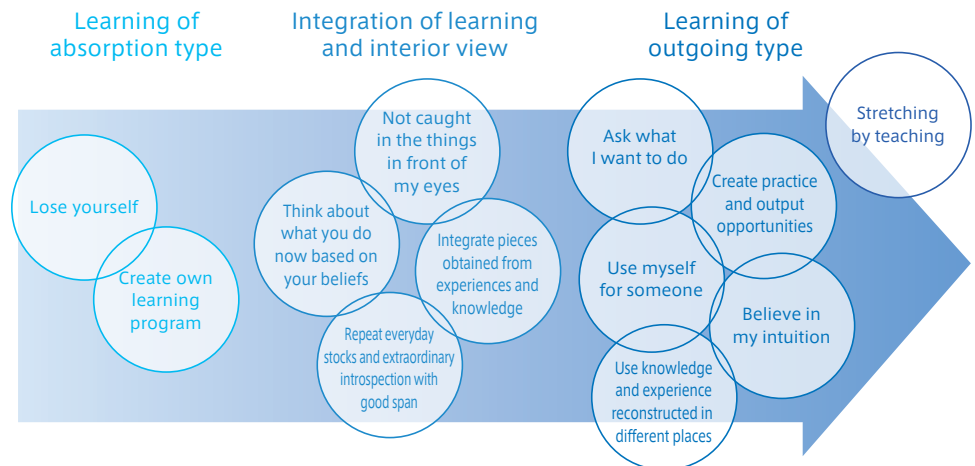 Learning of
absorption type
Integration of learning
and interior view
Learning of
outgoing type
Lose yourself
Create own
learning
program
Not caught
in the things
in front of
my eyes
Think about
what you do
now based on
your beliefs
Integrate pieces
obtained from
experiences and
knowledge
Repeat everyday
stocks and extraordinary
introspection with
good span
Ask what
I want to do
Create practice
and output
opportunities
Use myself
for someone
Believe in
my intuition
Use knowledge
and experience
reconstructed in
different places
Stretching
by teaching